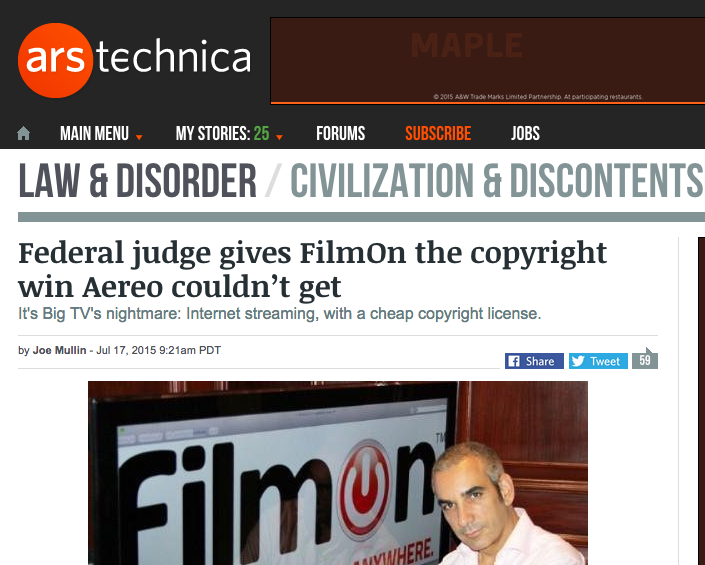 ars technica
MAPLE
© 2015 A&W Trade Marks Limited Partnership. At participating restaurants.
MAIN MENU MY STORIES: 25 FORUMS SUBSCRIBE JOBS
LAW & DISORDER / CIVILIZATION & DISCONTENTS
Federal judge gives FilmOn the copyright
win Aereo couldn't get
It's Big TV's nightmare: Internet streaming, with a cheap copyright license.
by Joe Mullin - Jul 17, 2015 9:21am PDT
Share Tweet 59
FilmOn TM
ANYWHERE.